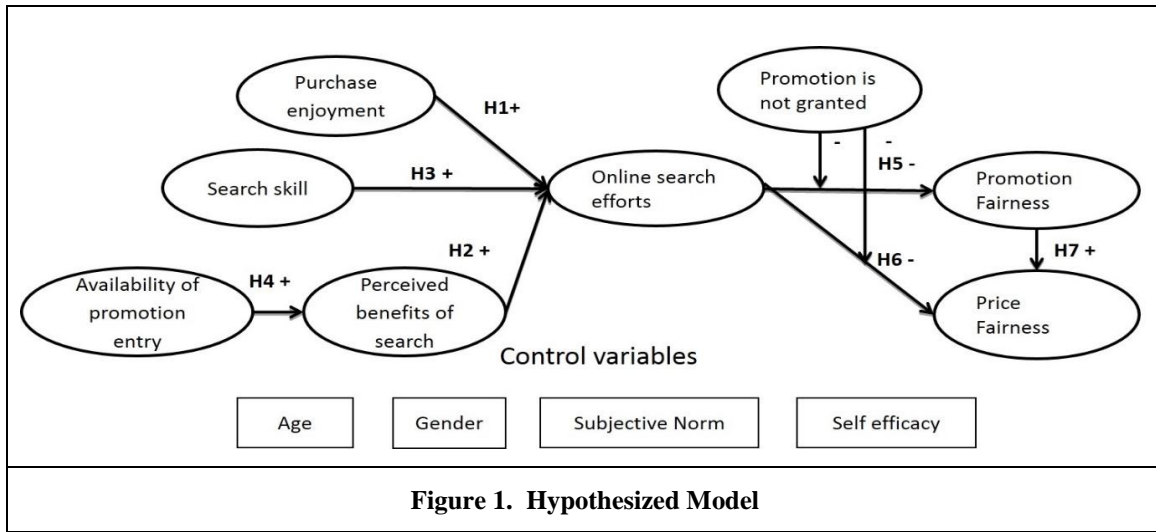 Purchase
enjoyment
H1+
Promotion is
not granted
-
-
H5 -
Search skill
H3 +
Online search
efforts
Promotion
Fairness
H2 +
H6 -
H7 +
Availability of
promotion
entry
H4 +
Perceived
benefits of
search
Price
Fairness
Control variables
Age
Gender
Subjective Norm
Self efficacy
Figure 1. Hypothesized Model